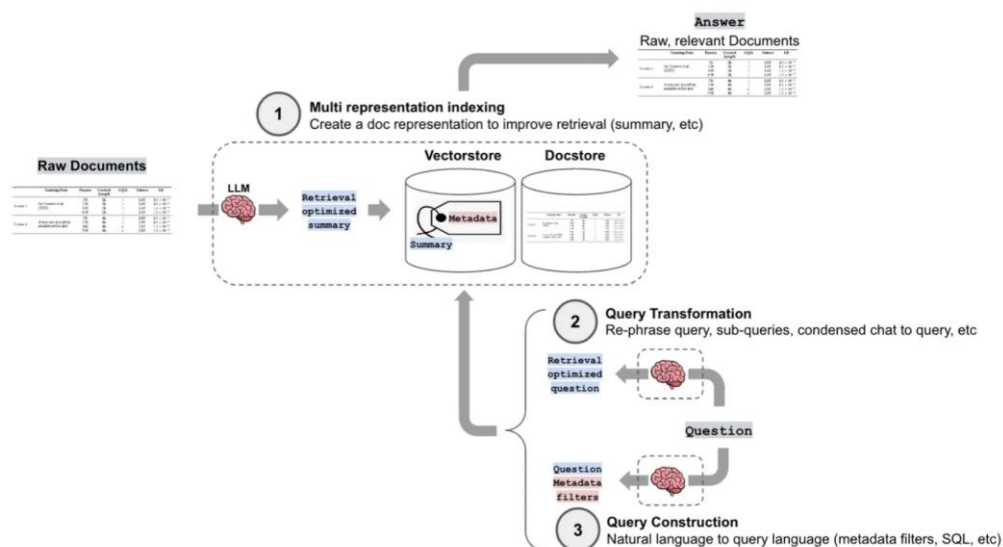 Answer
Raw, relevant Documents
1
Multi representation indexing
Create a doc representation to improve retrieval (summary, etc)
Raw Documents
LLM
Retrieval
optimized
summary
Vectorstore
Docstore
Metadata
Summary
2
Query Transformation
Re-phrase query, sub-queries, condensed chat to query, etc
Retrieval
optimized
question
Question
Question
Metadata
filters
3
Query Construction
Natural language to query language (metadata filters, SQL, etc)